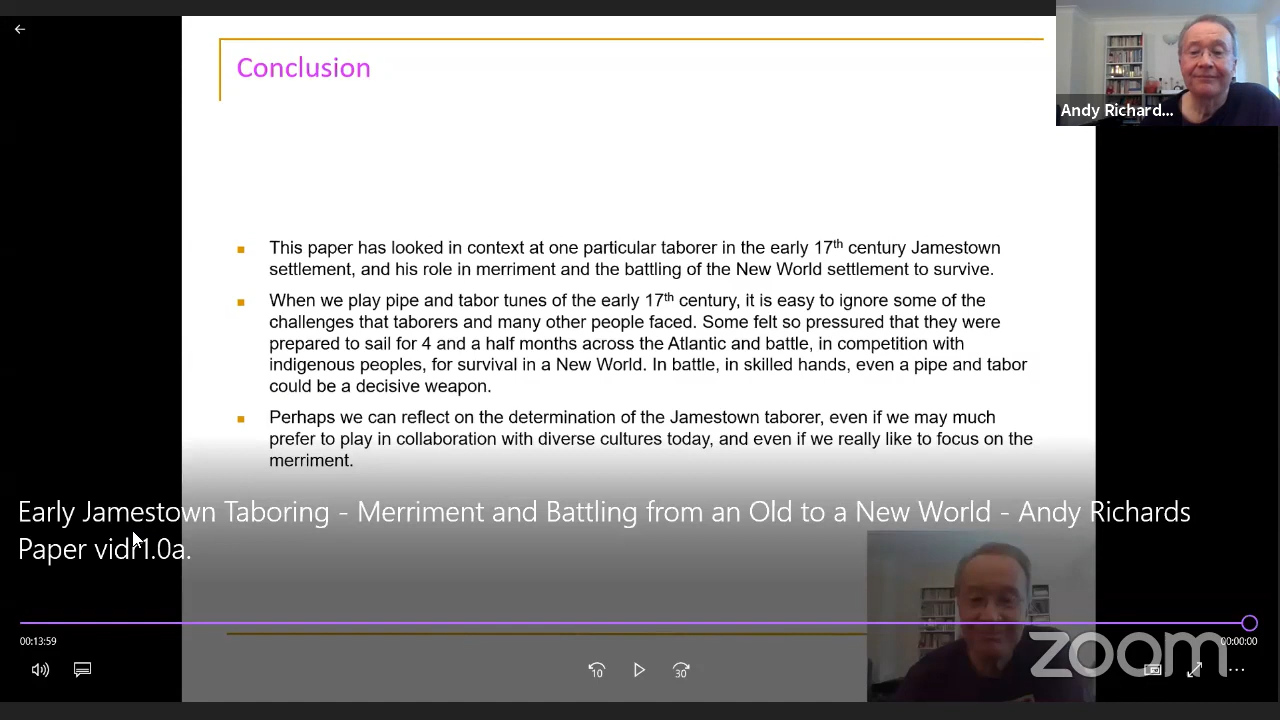 Conclusion
Andy Richard...
This paper has looked in context at one particular taborer in the early 17th century Jamestown
settlement, and his role in merriment and the battling of the New World settlement to survive.
When we play pipe and tabor tunes of the early 17th century, it is easy to ignore some of the
challenges that taborers and many other people faced. Some felt so pressured that they were
prepared to sail for 4 and a half months across the Atlantic and battle, in competition with
indigenous peoples, for survival in a New World. In battle, in skilled hands, even a pipe and tabor
could be a decisive weapon.
Perhaps we can reflect on the determination of the Jamestown taborer, even if we may much
prefer to play in collaboration with diverse cultures today, and even if we really like to focus on the
merriment.
Early Jamestown Taboring - Merriment and Battling from an Old to a New World - Andy Richards
Paper vidr1.0a.
00:13:59
00:00:00
10
30
zoom